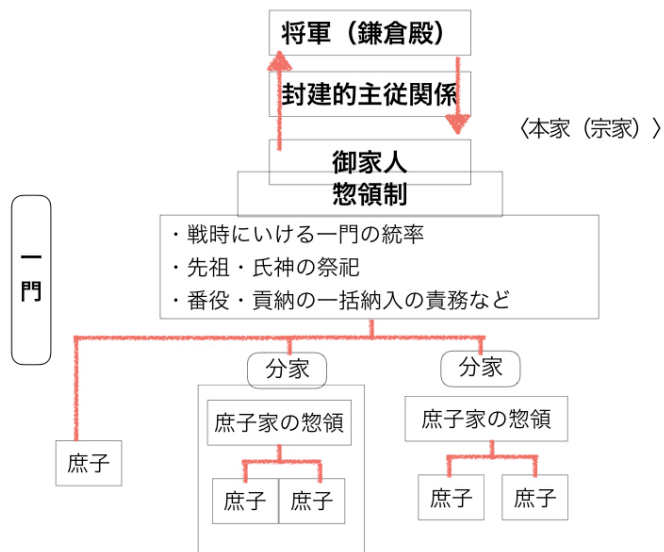 将軍（鎌倉殿）
封建的主従関係
〈本家（宗家）〉
御家人
惣領制
一門
・戦時にいける一門の統率
・先祖・氏神の祭祀
・番役・貢納の一括納入の責務など
分家
分家
庶子家の惣領
庶子家の惣領
庶子
庶子
庶子
庶子
庶子